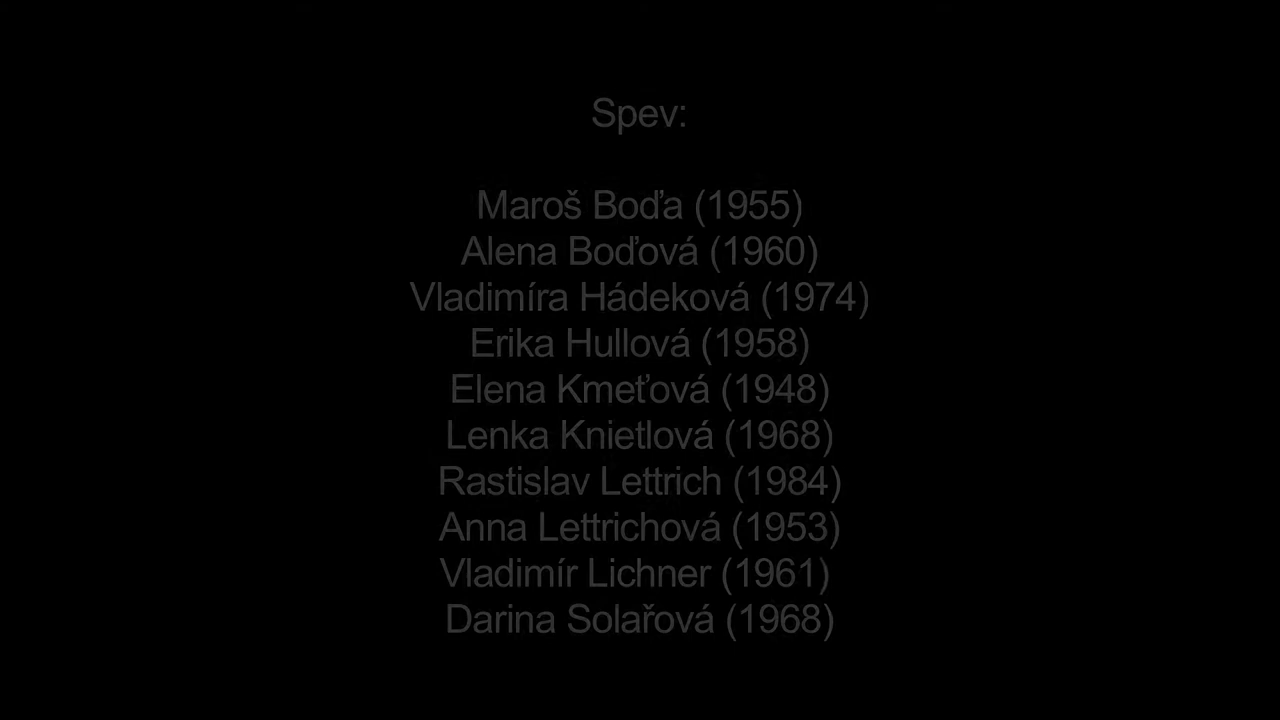 Spev:
Maroš Boďa (1955)
Alena Boďová (1960)
Vladimíra Hádeková (1974)
Erika Hullová (1958)
Elena Kmeťová (1948)
Lenka Knietlová (1968)
Rastislav Lettrich (1984)
Anna Lettrichová (1953)
Vladimír Lichner (1961)
Darina Solařová (1968)